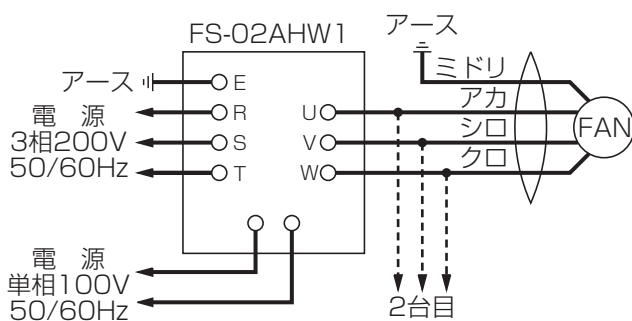 FS-02AHW1
アース
アース
E
電 源
3相200V
50/60Hz
R
S
T
U
V
W
ミドリ
アカ
シロ
クロ
FAN
電 源
単相100V
50/60Hz
2台目